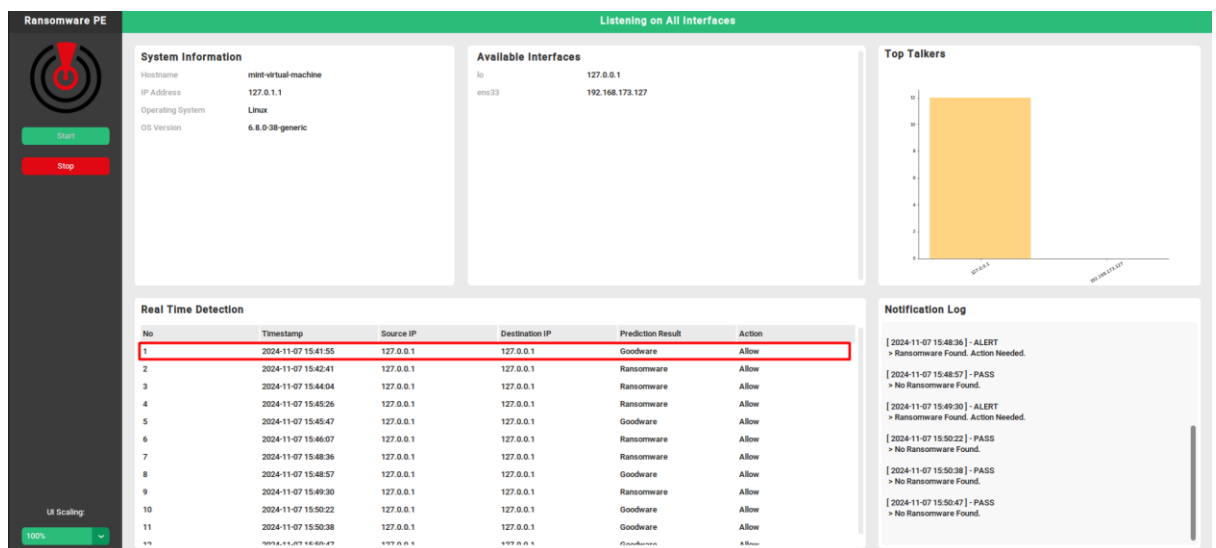 Ransomware PE
Listening on All Interfaces
Start
Stop
UI Scaling:
100%
System Information
Hostname mint-virtual-machine
IP Address 127.0.1.1
Operating System Linux
OS Version 6.8.0-38-generic
Available Interfaces
lo 127.0.0.1
ens33 192.168.173.127
Top Talkers
12
10
8
6
4
2
0
127.0.0.1
192.168.173.127
Real Time Detection
No Timestamp Source IP Destination IP Prediction Result Action
1 2024-11-07 15:41:55 127.0.0.1 127.0.0.1 Goodware Allow
2 2024-11-07 15:42:41 127.0.0.1 127.0.0.1 Ransomware Allow
3 2024-11-07 15:44:04 127.0.0.1 127.0.0.1 Ransomware Allow
4 2024-11-07 15:45:26 127.0.0.1 127.0.0.1 Ransomware Allow
5 2024-11-07 15:45:47 127.0.0.1 127.0.0.1 Goodware Allow
6 2024-11-07 15:46:07 127.0.0.1 127.0.0.1 Ransomware Allow
7 2024-11-07 15:48:36 127.0.0.1 127.0.0.1 Ransomware Allow
8 2024-11-07 15:48:57 127.0.0.1 127.0.0.1 Goodware Allow
9 2024-11-07 15:49:30 127.0.0.1 127.0.0.1 Ransomware Allow
10 2024-11-07 15:50:22 127.0.0.1 127.0.0.1 Goodware Allow
11 2024-11-07 15:50:38 127.0.0.1 127.0.0.1 Goodware Allow
12 2024-11-07 15:50:47 127.0.0.1 127.0.0.1 Goodware Allow
Notification Log
[ 2024-11-07 15:48:36 ] - ALERT
> Ransomware Found. Action Needed.
[ 2024-11-07 15:48:57 ] - PASS
> No Ransomware Found.
[ 2024-11-07 15:49:30 ] - ALERT
> Ransomware Found. Action Needed.
[ 2024-11-07 15:50:22 ] - PASS
> No Ransomware Found.
[ 2024-11-07 15:50:38 ] - PASS
> No Ransomware Found.
[ 2024-11-07 15:50:47 ] - PASS
> No Ransomware Found.